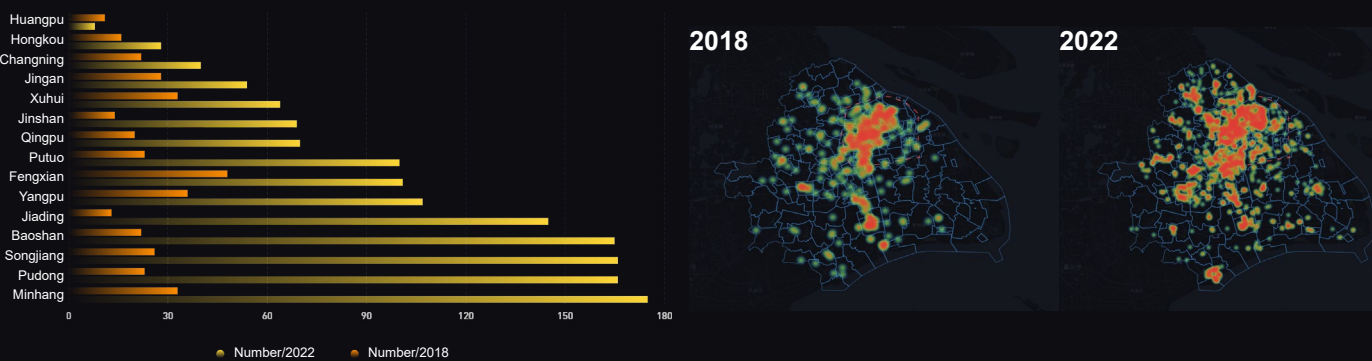 Huangpu
Hongkou
Changning
Jingan
Xuhui
Jinshan
Qingpu
Putuo
Fengxian
Yangpu
Jiading
Baoshan
Songjiang
Pudong
Minhang
0 30 60 90 120 150 180
Number/2022 Number/2018
2018
2022